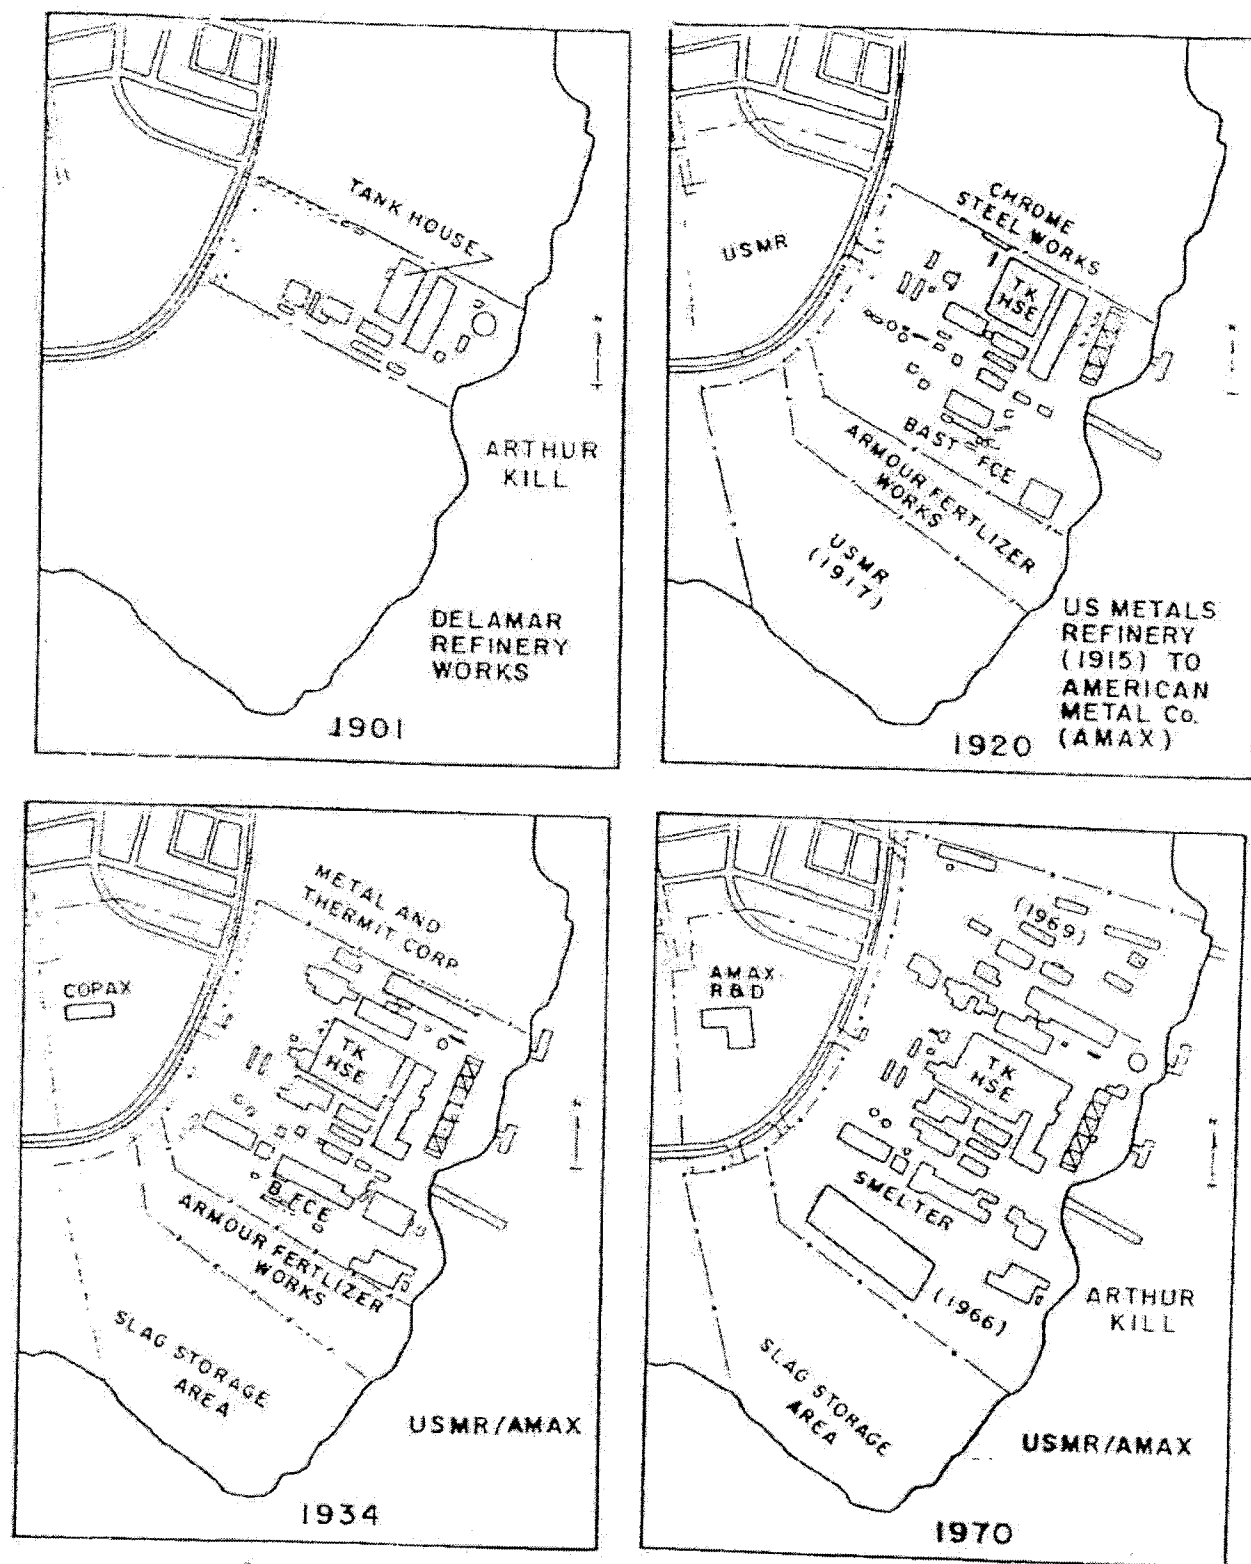 TANK HOUSE
ARTHUR
KILL
DELAMAR
REFINERY
WORKS
1901
CHROME
STEEL WORKS
USMR
TK
HSE
BAST FCE
ARMOUR FERTLIZER
WORKS
USMR
(1917)
US METALS
REFINERY
(1915) TO
AMERICAN
METAL Co.
(AMAX)
1920
METAL AND
THERMIT CORP
COPAX
TK
HSE
B FCE
ARMOUR FERTLIZER
WORKS
SLAG STORAGE
AREA
USMR/AMAX
1934
(1969)
AMAX
R&D
TK
HSE
SMELTER
(1966)
ARTHUR
KILL
SLAG STORAGE
AREA
USMR/AMAX
1970